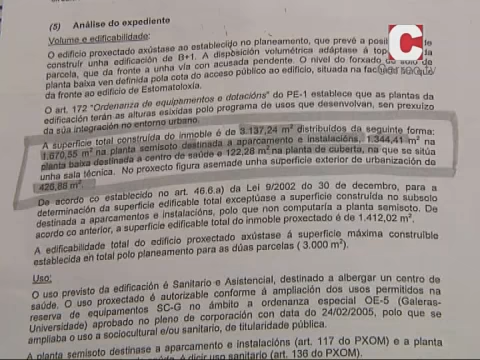 (5) Análise do expediente
Volume e edificabilidade:
O edificio proxectado axústase ao establecido no planeamento, que prevé a posi
construir unha edificación de B+1. A disposición volumétrica adáptase á top
parcela, que da fronte a unha vía con acusada pendente. O nivel do forxado
planta baixa ven definida pola cota do acceso público ao edificio, situada na fac
da fronte ao edificio de Estomatoloxía.
O art. 172 "Ordenanza de equipamentos e dotacións" do PE-1 establece que as plantas da
edificación terán as alturas esixidas polo programa de usos que desenvolvan, sen prexuízo
da súa integración no entorno urbano.
A superficie total construída do inmoble é de 3.137,24 m² distribuídos da seguinte forma:
1.670,55 m² na planta semisoto destinada a aparcamento e instalacións, 1.344,41 m² na
planta baixa destinada a centro de saúde e 122,28 m² na planta de cuberta, na que se sitúa
unha sala técnica. No proxecto figura asemade unha superficie exterior de urbanización de
426,88 m².
De acordo co establecido no art. 46.6.a) da Lei 9/2002 do 30 de decembro, para a
determinación da superficie edificable total exceptúase a superficie construída no subsolo
destinada a aparcamentos e instalacións, polo que non computaría a planta semisoto. De
acordo co anterior, a superficie edificable total do inmoble proxectado é de 1.412,02 m².
A edificabilidade total do edificio proxectado axústase á superficie máxima construíble
establecida en total polo planeamento para as dúas parcelas ( 3.000 m²).
Uso:
O uso previsto da edificación é Sanitario e Asistencial, destinado a albergar un centro de
saúde. O uso proxectado é autorizable conforme á ampliación dos usos permitidos na
reserva de equipamentos SC-G no ámbito a ordenanza especial OE-5 (Galeras-
Universidade) aprobado no pleno de corporación con data do 24/02/2005, polo que
ampliaba o uso a sociocultural e/ou sanitario, de titularidade pública.
A planta semisoto destinase a aparcamento e instalacións (art. 117 do PXOM) e a planta
é dicir uso sanitario (art. 136 do PXOM).
C